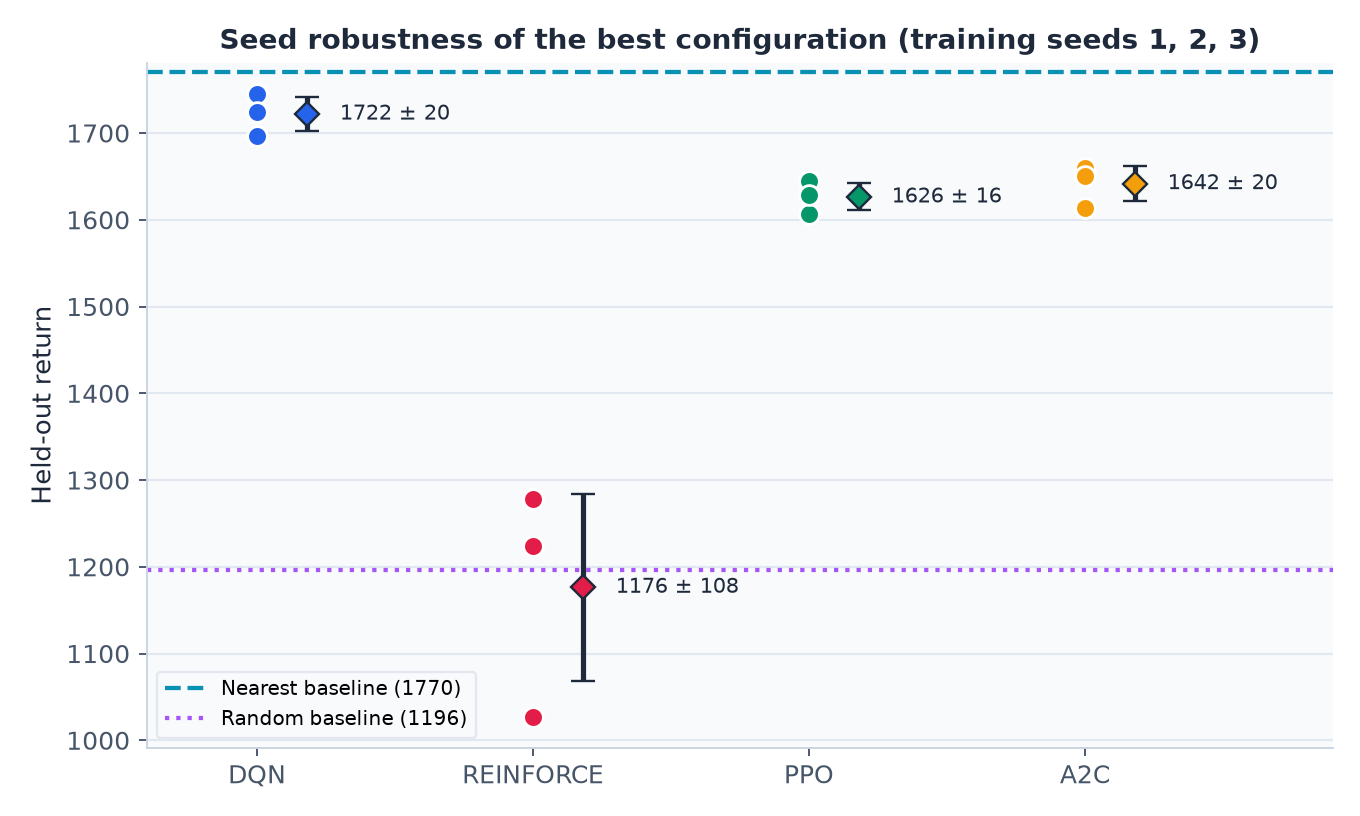 Seed robustness of the best configuration (training seeds 1, 2, 3)
Held-out return
1700
1600
1500
1400
1300
1200
1100
1000
1722 ± 20
1176 ± 108
1626 ± 16
1642 ± 20
Nearest baseline (1770)
Random baseline (1196)
DQN
REINFORCE
PPO
A2C